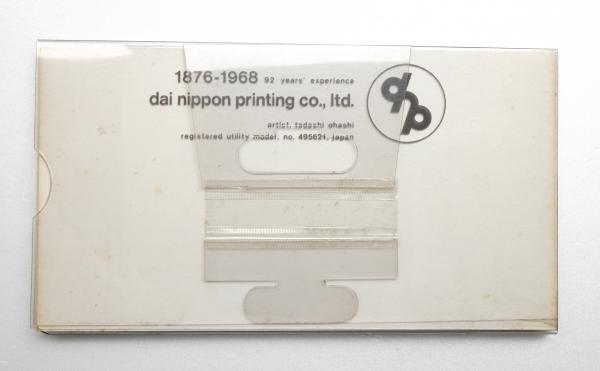 1876-1968 92 years' experience
dai nippon printing co., ltd.
dnp
artist, tadashi ohashi
registered utility model, no. 495621, japan